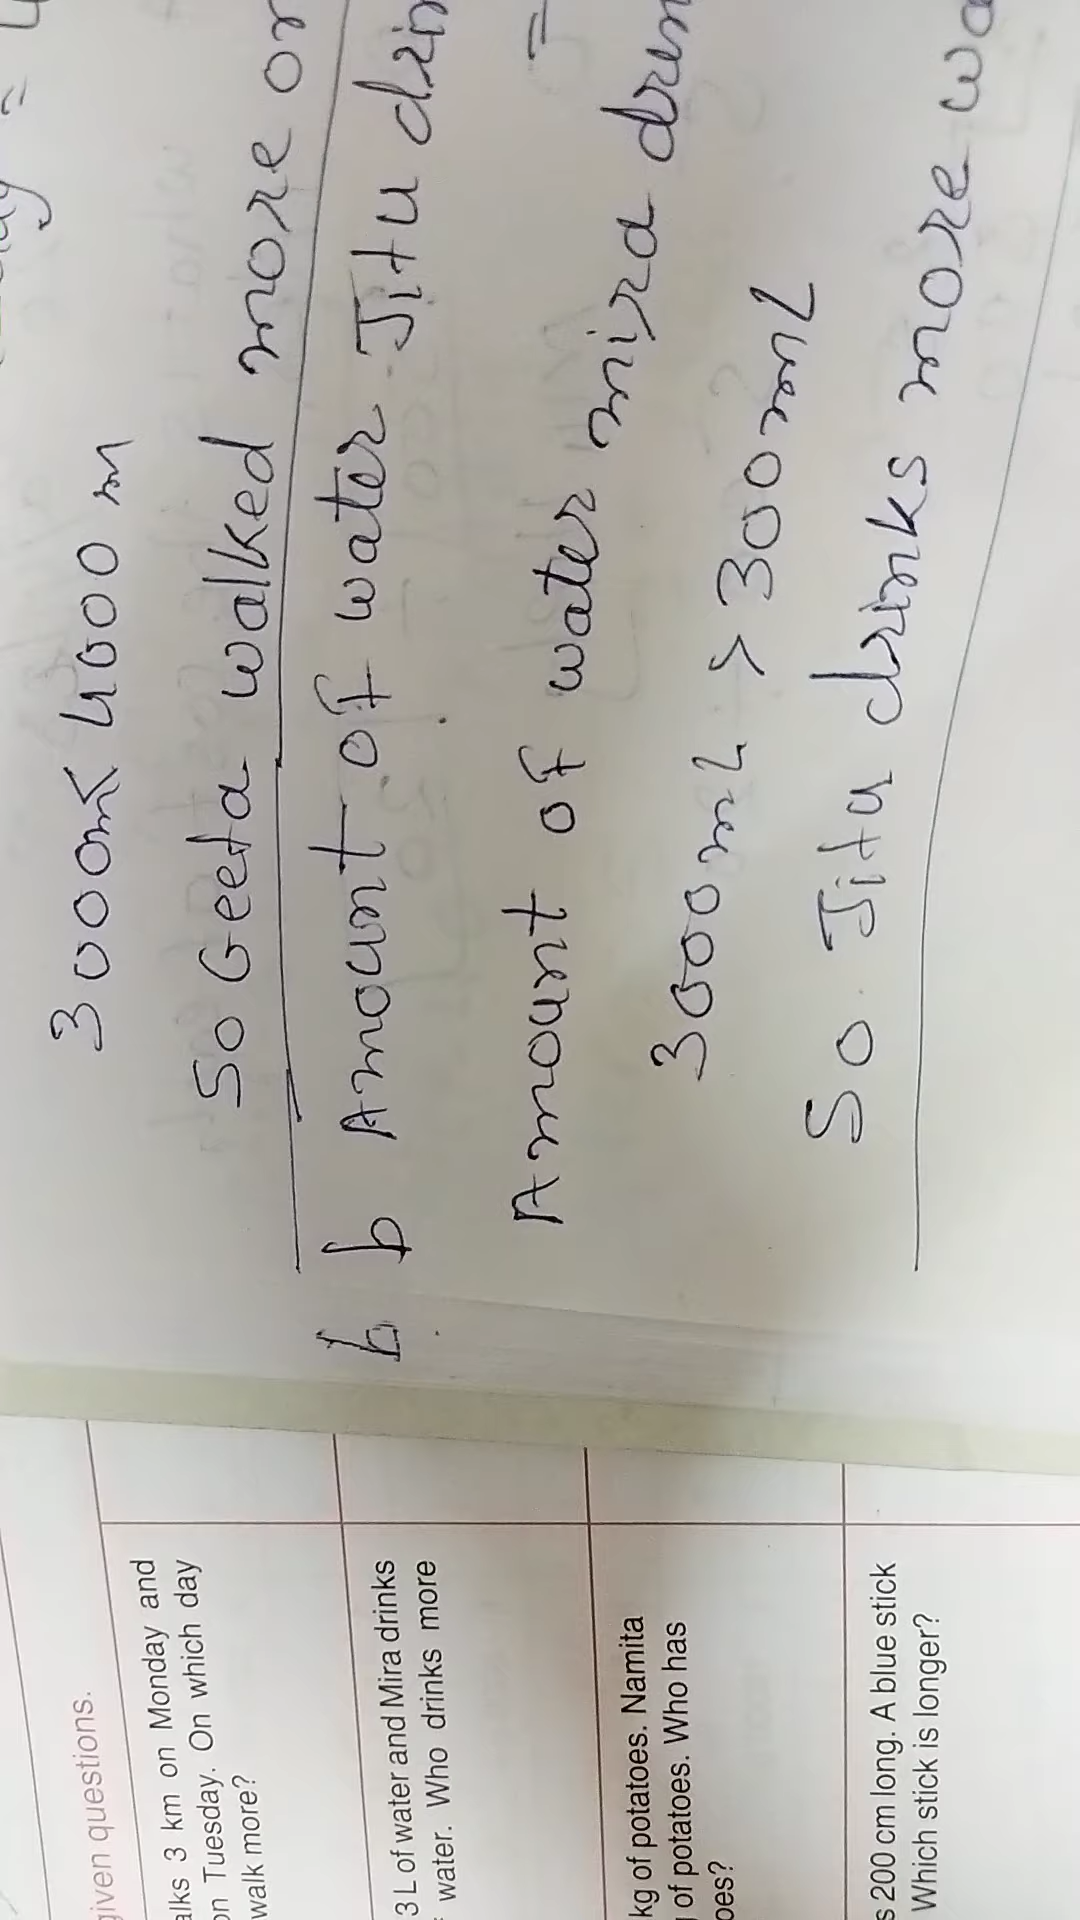 3000m< 4000 m
So Geeta walked more on
b b Amount of water Jitu drin
=
Amount of water mira drun
3000mL > 300mL
So Jitu drinks more wa
given questions.
alks 3 km on Monday and
on Tuesday. On which day
walk more?
3 L of water and Mira drinks
water. Who drinks more
kg of potatoes. Namita
of potatoes. Who has
oes?
s 200 cm long. A blue stick
Which stick is longer?